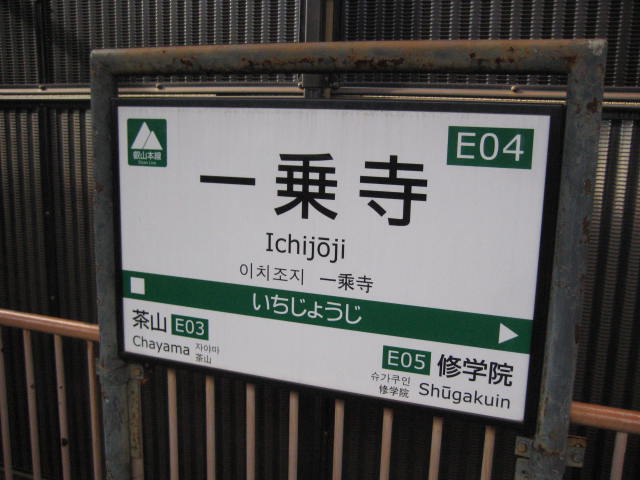 叡山本線
E04
一乗寺
Ichijōji
이치조지 一乘寺
いちじょうじ
茶山 E03
Chayama
자야마
茶山
E05 修学院
슈가쿠인
修学院
Shūgakuin